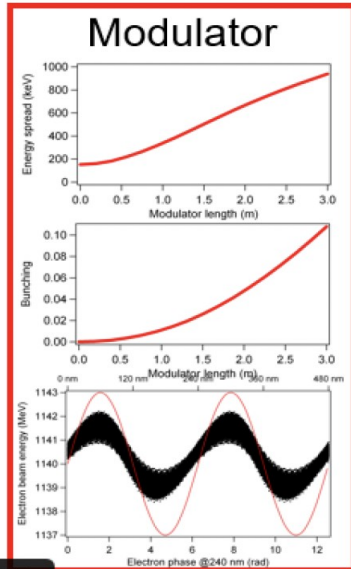 Modulator
Energy spread (keV)
1000
800
600
400
200
0
0.0 0.5 1.0 1.5 2.0 2.5 3.0
Modulator length (m)
Bunching
0.10
0.08
0.06
0.04
0.02
0.00
0.0 0.5 1.0 1.5 2.0 2.5 3.0
Modulator length (m)
0 nm 120 nm 240 nm 360 nm 480 nm
Electron beam energy (MeV)
1143
1142
1141
1140
1139
1138
1137
0 2 4 6 8 10 12
Electron phase @240 nm (rad)